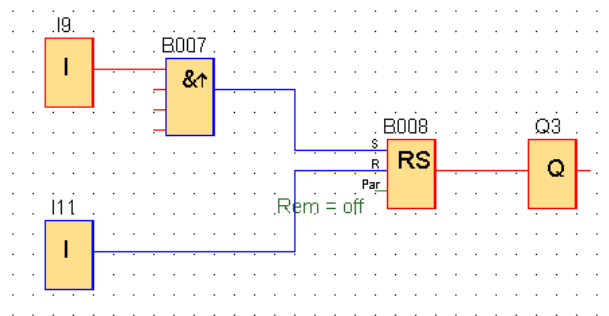 I9
I
B007
&↑
B008
S
R
Par
RS
Q3
Q
Rem = off
I11
I